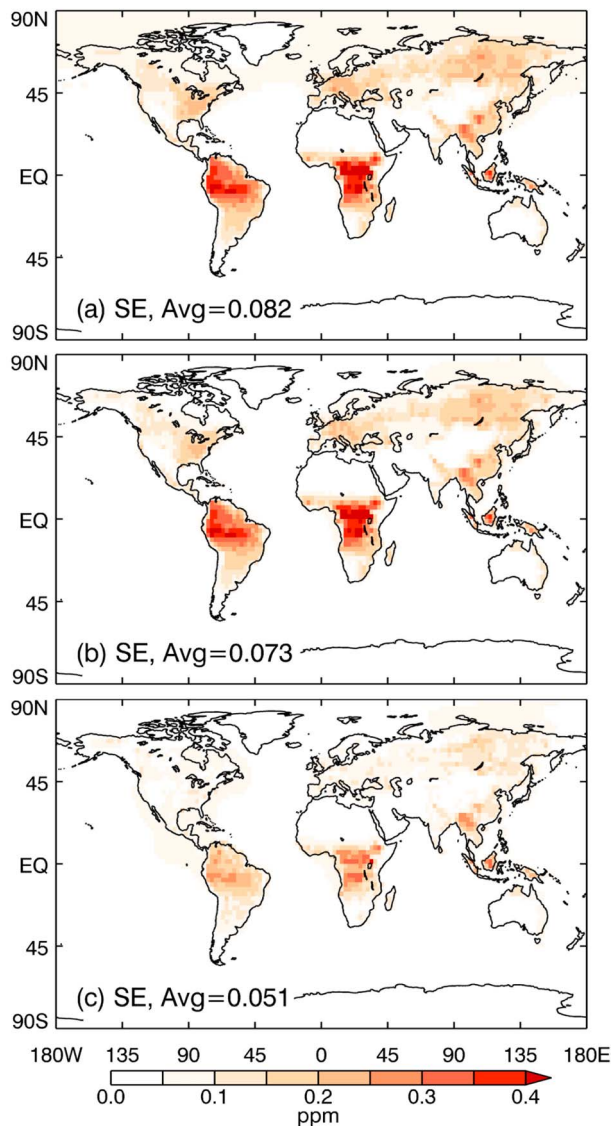 90N
45
EQ
45
(a) SE, Avg=0.082
90S
90N
45
EQ
45
(b) SE, Avg=0.073
90S
90N
45
EQ
45
(c) SE, Avg=0.051
90S
180W 135 90 45 0 45 90 135 180E
0.0 0.1 0.2 0.3 0.4
ppm